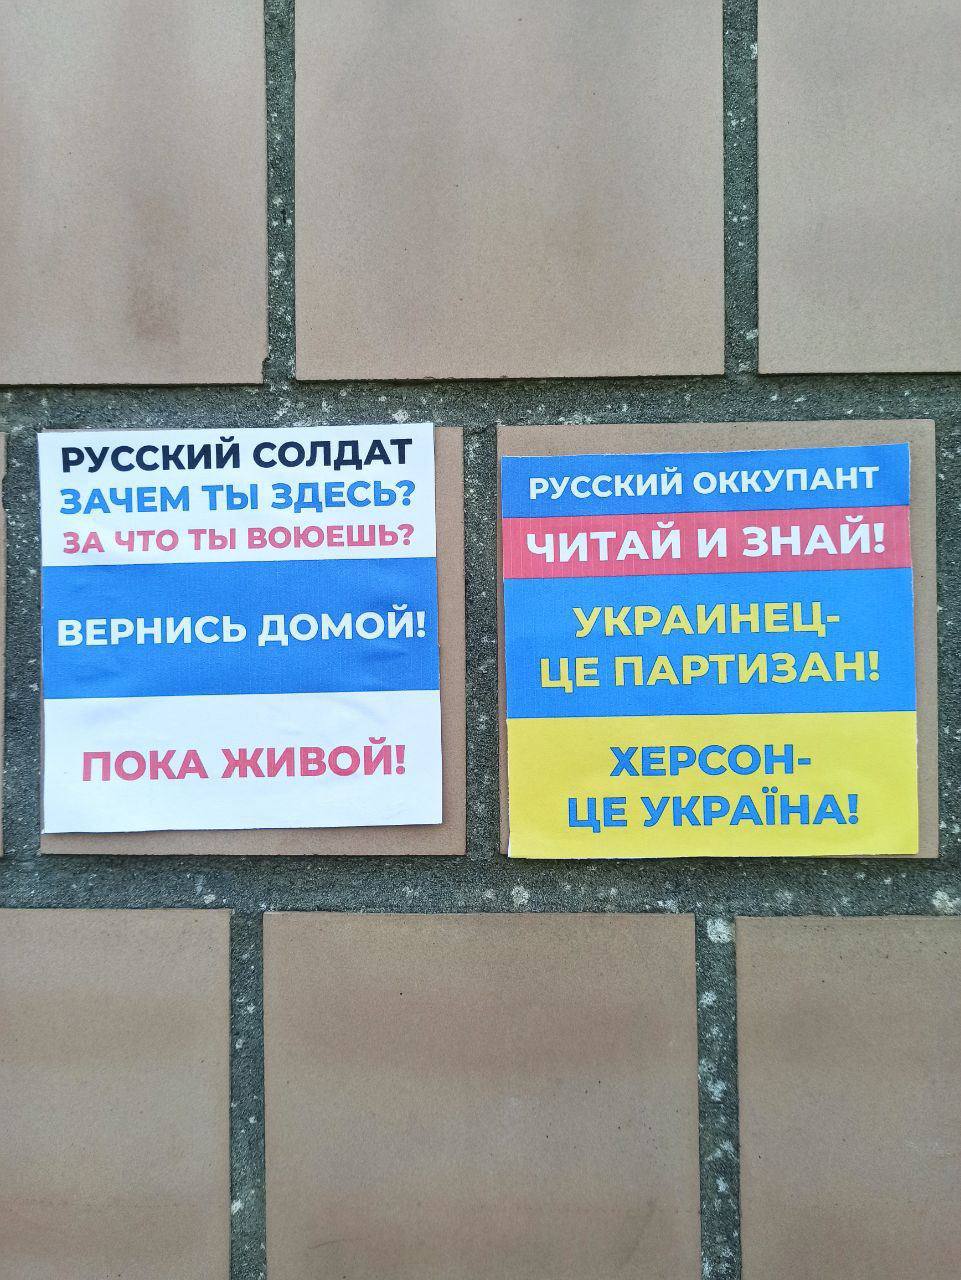 РУССКИЙ СОЛДАТ
ЗАЧЕМ ТЫ ЗДЕСЬ?
ЗА ЧТО ТЫ ВОЮЕШЬ?
ВЕРНИСЬ ДОМОЙ!
ПОКА ЖИВОЙ!
РУССКИЙ ОККУПАНТ
ЧИТАЙ И ЗНАЙ!
УКРАИНЕЦ-
ЦЕ ПАРТИЗАН!
ХЕРСОН-
ЦЕ УКРАЇНА!